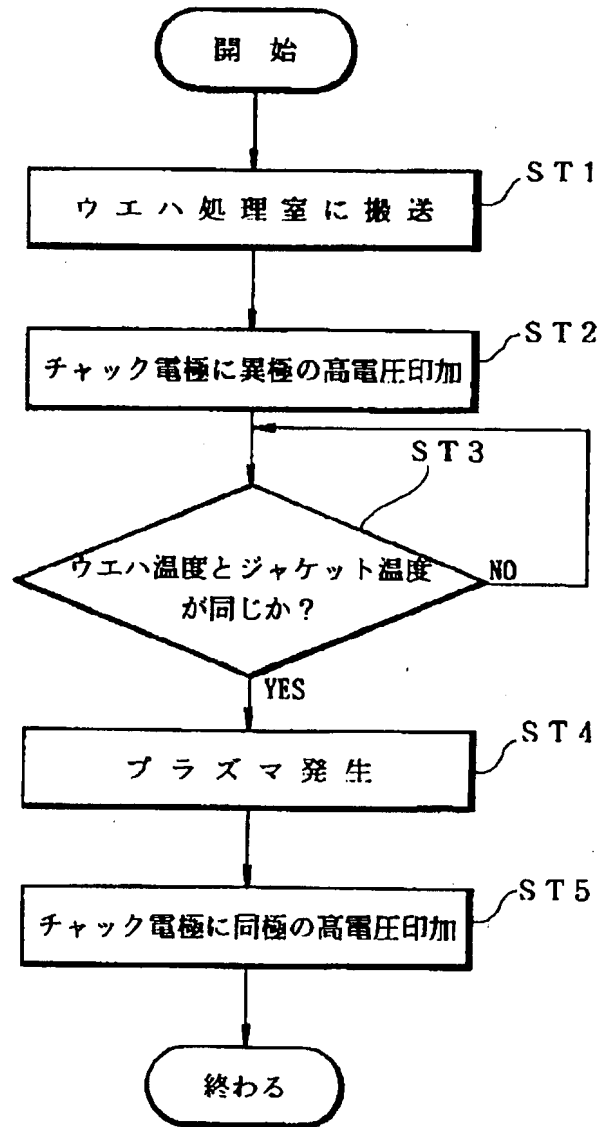 開始
ST1
ウエハ処理室に搬送
ST2
チャック電極に異極の高電圧印加
ST3
ウエハ温度とジャケット温度
が同じか？
NO
YES
ST4
プラズマ発生
ST5
チャック電極に同極の高電圧印加
終わる